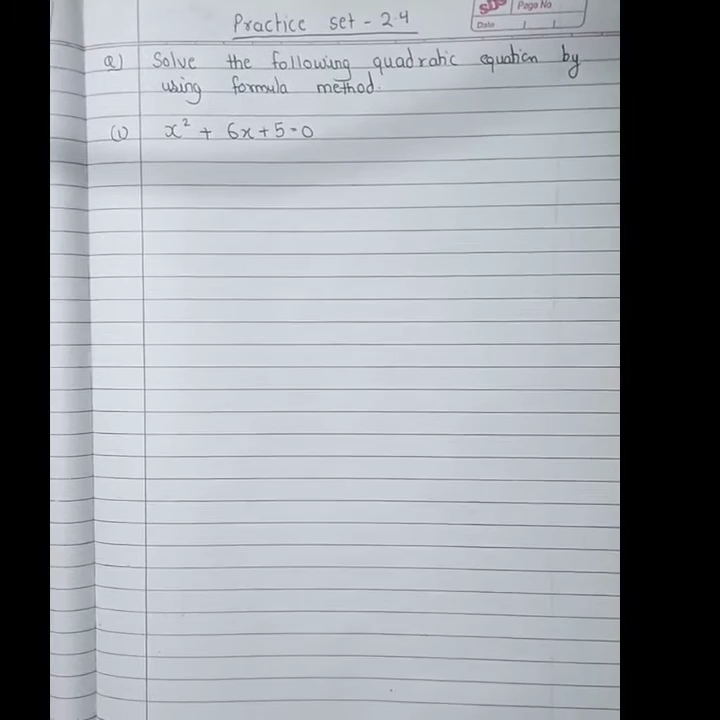 Practice set - 2.4
Page No
Date
Q) Solve the following quadratic equation by
using formula method.
(1) x² + 6x + 5 = 0